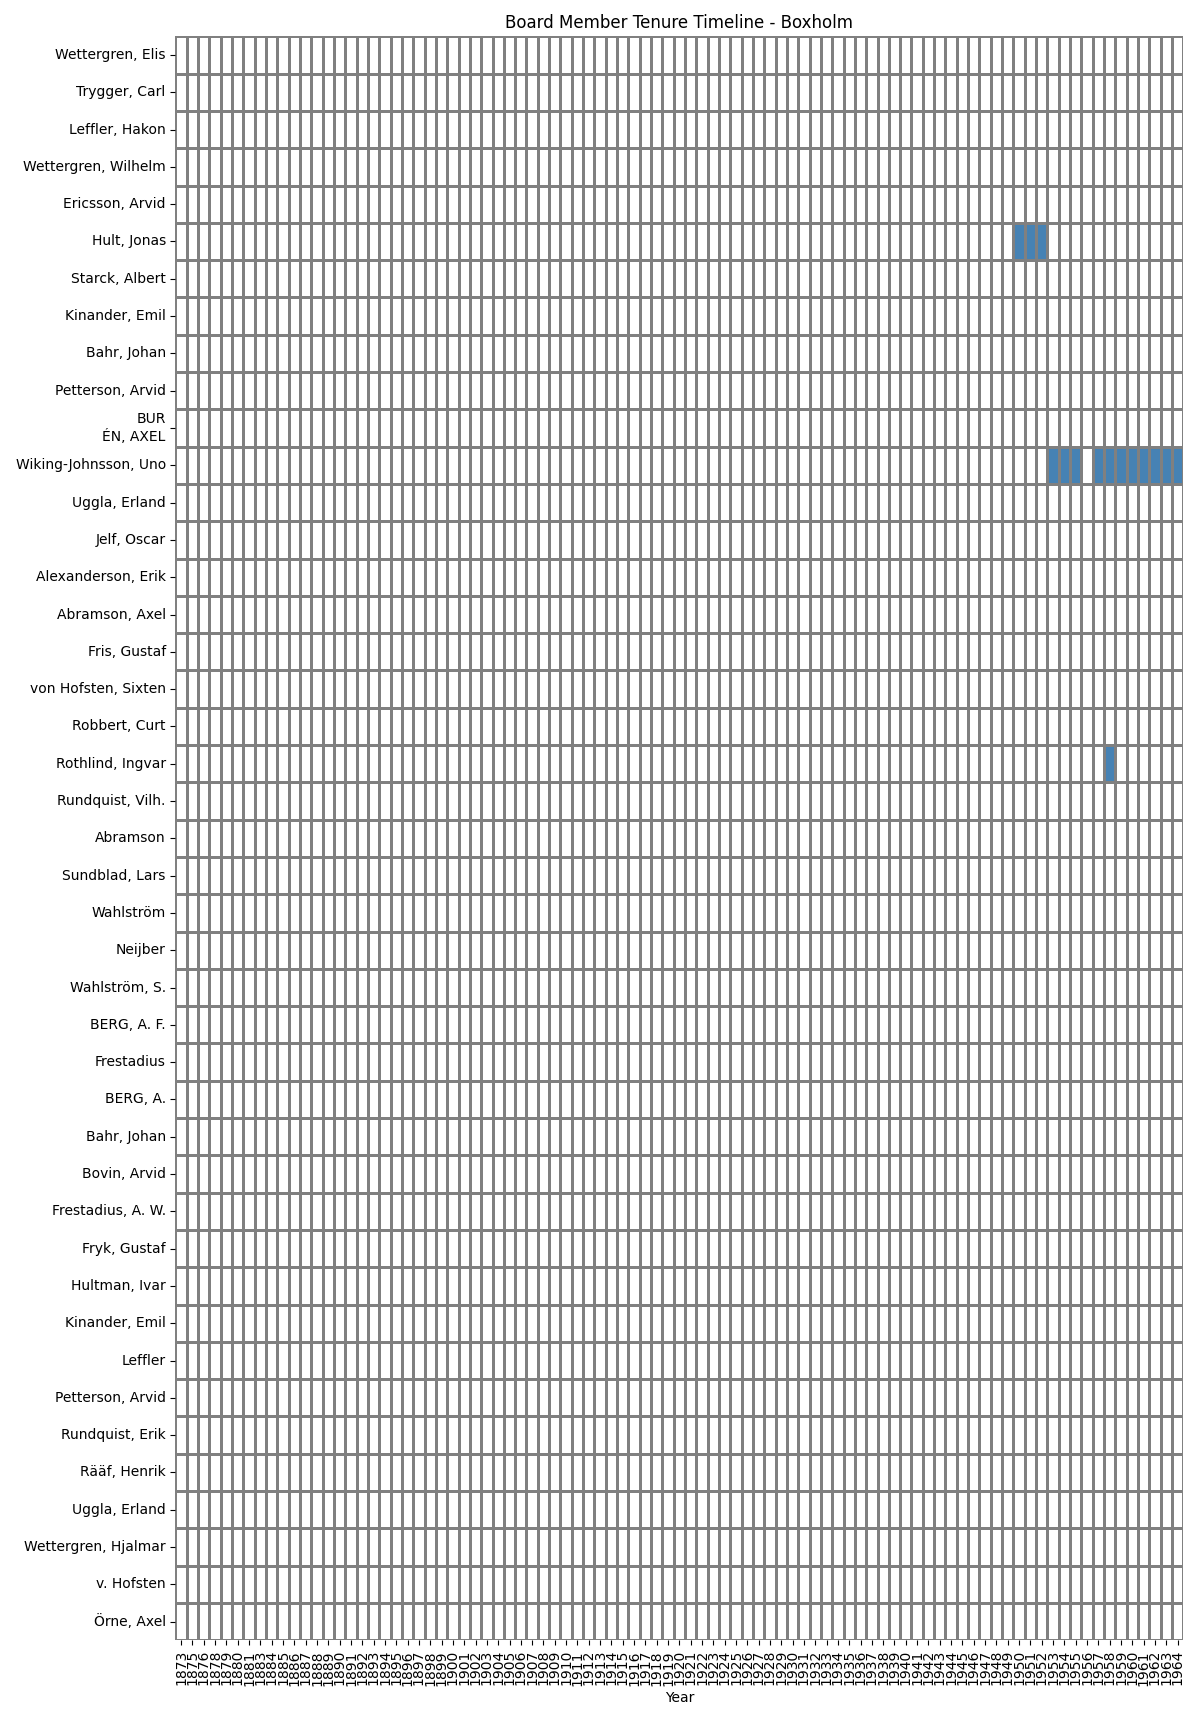 Board Member Tenure Timeline - Boxholm
Wettergren, Elis
Trygger, Carl
Leffler, Hakon
Wettergren, Wilhelm
Ericsson, Arvid
Hult, Jonas
Starck, Albert
Kinander, Emil
Bahr, Johan
Petterson, Arvid
BUR
ÉN, AXEL
Wiking-Johnsson, Uno
Uggla, Erland
Jelf, Oscar
Alexanderson, Erik
Abramson, Axel
Fris, Gustaf
von Hofsten, Sixten
Robbert, Curt
Rothlind, Ingvar
Rundquist, Vilh.
Abramson
Sundblad, Lars
Wahlström
Neijber
Wahlström, S.
BERG, A. F.
Frestadius
BERG, A.
Bahr, Johan
Bovin, Arvid
Frestadius, A. W.
Fryk, Gustaf
Hultman, Ivar
Kinander, Emil
Leffler
Petterson, Arvid
Rundquist, Erik
Rääf, Henrik
Uggla, Erland
Wettergren, Hjalmar
v. Hofsten
Örne, Axel
1873
1875
1876
1878
1879
1880
1881
1883
1884
1885
1886
1887
1888
1889
1890
1891
1892
1893
1894
1895
1896
1897
1898
1899
1900
1901
1902
1903
1904
1905
1906
1907
1908
1909
1910
1911
1912
1913
1914
1915
1916
1917
1918
1919
1920
1921
1922
1923
1924
1925
1926
1927
1928
1929
1930
1931
1932
1933
1934
1935
1936
1937
1938
1939
1940
1941
1942
1943
1944
1945
1946
1947
1948
1949
1950
1951
1952
1953
1954
1955
1956
1957
1958
1959
1960
1961
1962
1963
1964
Year